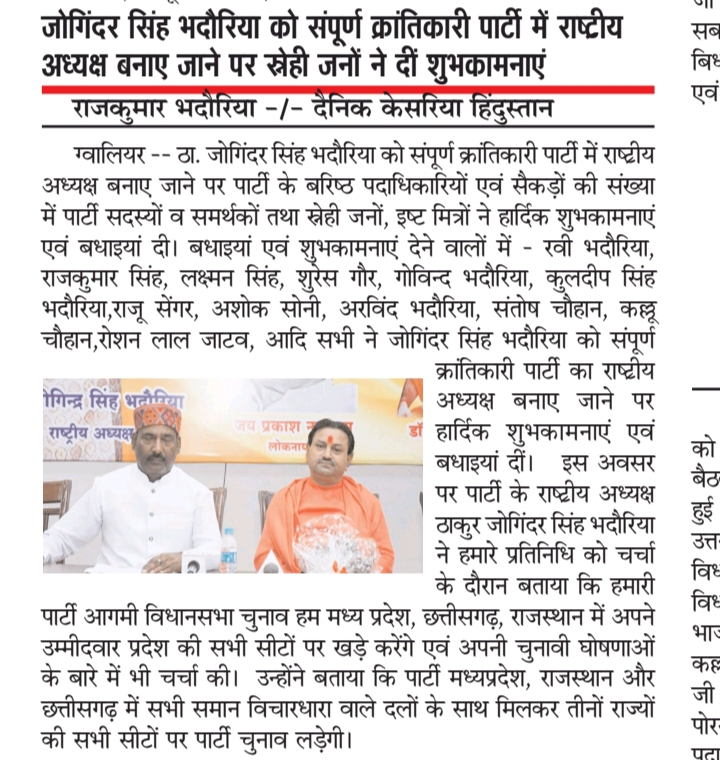 जोगिंदर सिंह भदौरिया को संपूर्ण क्रांतिकारी पार्टी में राष्ट्रीय
अध्यक्ष बनाए जाने पर स्नेही जनों ने दीं शुभकामनाएं
राजकुमार भदौरिया -/- दैनिक केसरिया हिंदुस्तान
ग्वालियर -- ठा. जोगिंदर सिंह भदौरिया को संपूर्ण क्रांतिकारी पार्टी में राष्ट्रीय
अध्यक्ष बनाए जाने पर पार्टी के बरिष्ठ पदाधिकारियों एवं सैकड़ों की संख्या
में पार्टी सदस्यों व समर्थकों तथा स्नेही जनों, इष्ट मित्रों ने हार्दिक शुभकामनाएं
एवं बधाइयां दी। बधाइयां एवं शुभकामनाएं देने वालों में - रवी भदौरिया,
राजकुमार सिंह, लक्ष्मन सिंह, शुरेस गौर, गोविन्द भदौरिया, कुलदीप सिंह
भदौरिया,राजू सेंगर, अशोक सोनी, अरविंद भदौरिया, संतोष चौहान, कल्लू
चौहान,रोशन लाल जाटव, आदि सभी ने जोगिंदर सिंह भदौरिया को संपूर्ण
क्रांतिकारी पार्टी का राष्ट्रीय
अध्यक्ष बनाए जाने पर
हार्दिक शुभकामनाएं एवं
बधाइयां दीं। इस अवसर
पर पार्टी के राष्ट्रीय अध्यक्ष
ठाकुर जोगिंदर सिंह भदौरिया
ने हमारे प्रतिनिधि को चर्चा
के दौरान बताया कि हमारी
पार्टी आगमी विधानसभा चुनाव हम मध्य प्रदेश, छत्तीसगढ़, राजस्थान में अपने
उम्मीदवार प्रदेश की सभी सीटों पर खड़े करेंगे एवं अपनी चुनावी घोषणाओं
के बारे में भी चर्चा की। उन्होंने बताया कि पार्टी मध्यप्रदेश, राजस्थान और
छत्तीसगढ़ में सभी समान विचारधारा वाले दलों के साथ मिलकर तीनों राज्यों
की सभी सीटों पर पार्टी चुनाव लड़ेगी।
गिन्द्र सिंह भदौरिया
राष्ट्रीय अध्यक्ष
जय प्रकाश
लोकनाय
डॉ
सब
एवं
को
हुई
जी